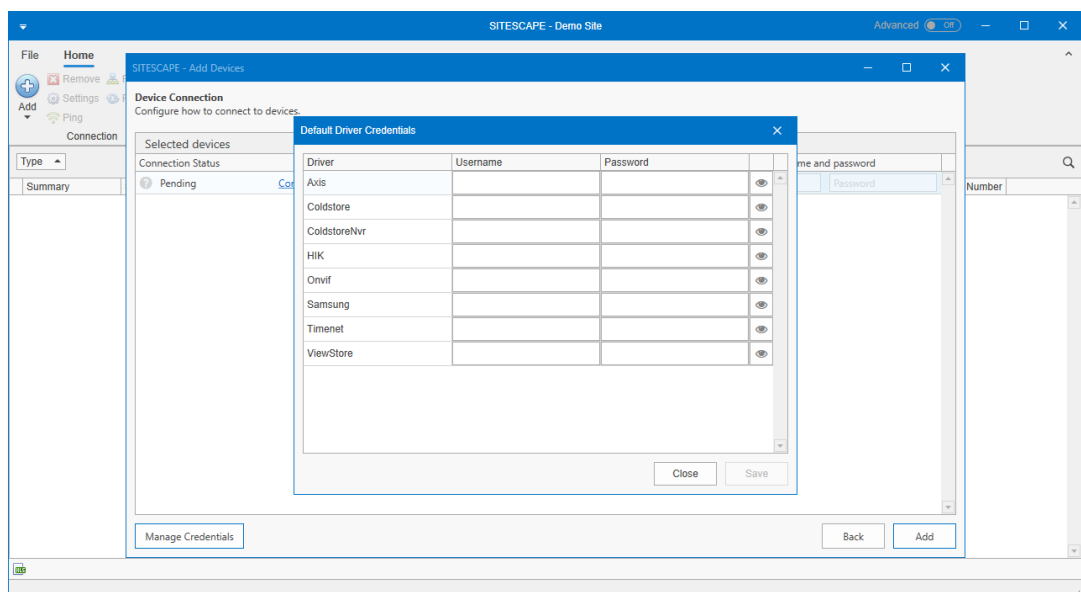 SITESCAPE - Demo Site
Advanced Off
File Home
Add
Remove
Settings
Ping
Connection
Type
Summary
Number
SITESCAPE - Add Devices
Device Connection
Configure how to connect to devices.
Selected devices
Connection Status
me and password
Pending
Con
Password
Default Driver Credentials
Driver Username Password
Axis
Coldstore
ColdstoreNvr
HIK
Onvif
Samsung
Timenet
ViewStore
Close Save
Manage Credentials
Back Add